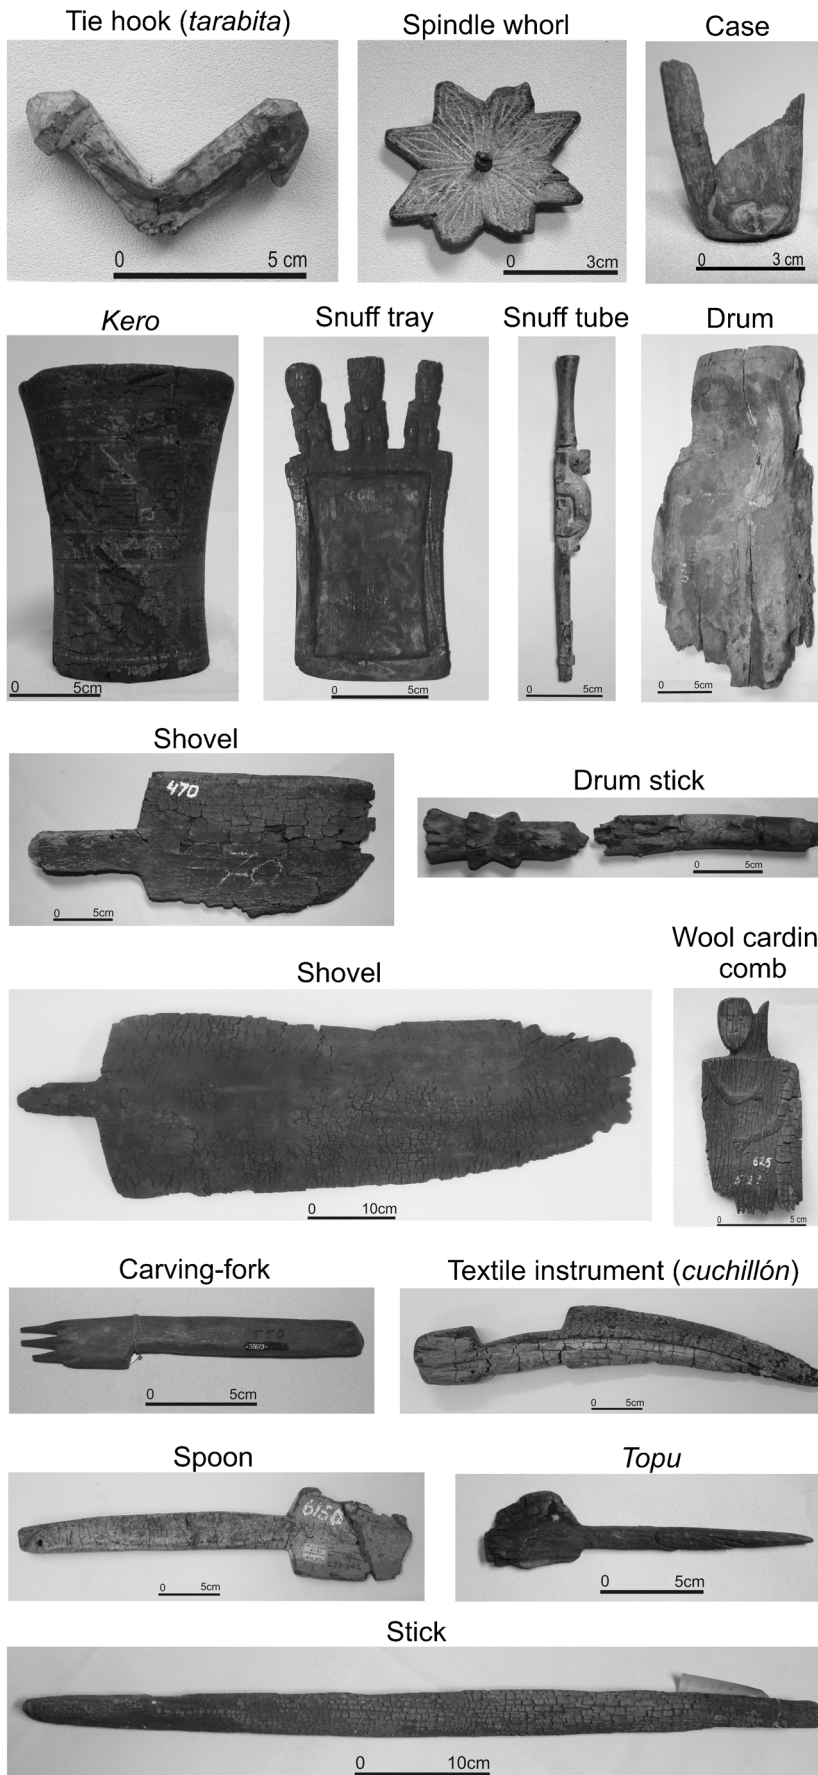 Tie hook (tarabita)
Spindle whorl
Case
0 5 cm
0 3cm
0 3 cm
Kero
Snuff tray
Snuff tube
Drum
0 5cm
0 5cm
0 5cm
0 5cm
Shovel
470
70
0 5cm
Drum stick
0 5cm
Shovel
0 10cm
Wool cardin
comb
625
0 5 cm
Carving-fork
550
0 5cm
Textile instrument (cuchillón)
0 5cm
Spoon
0 5cm
Topu
0 5cm
Stick
0 10cm